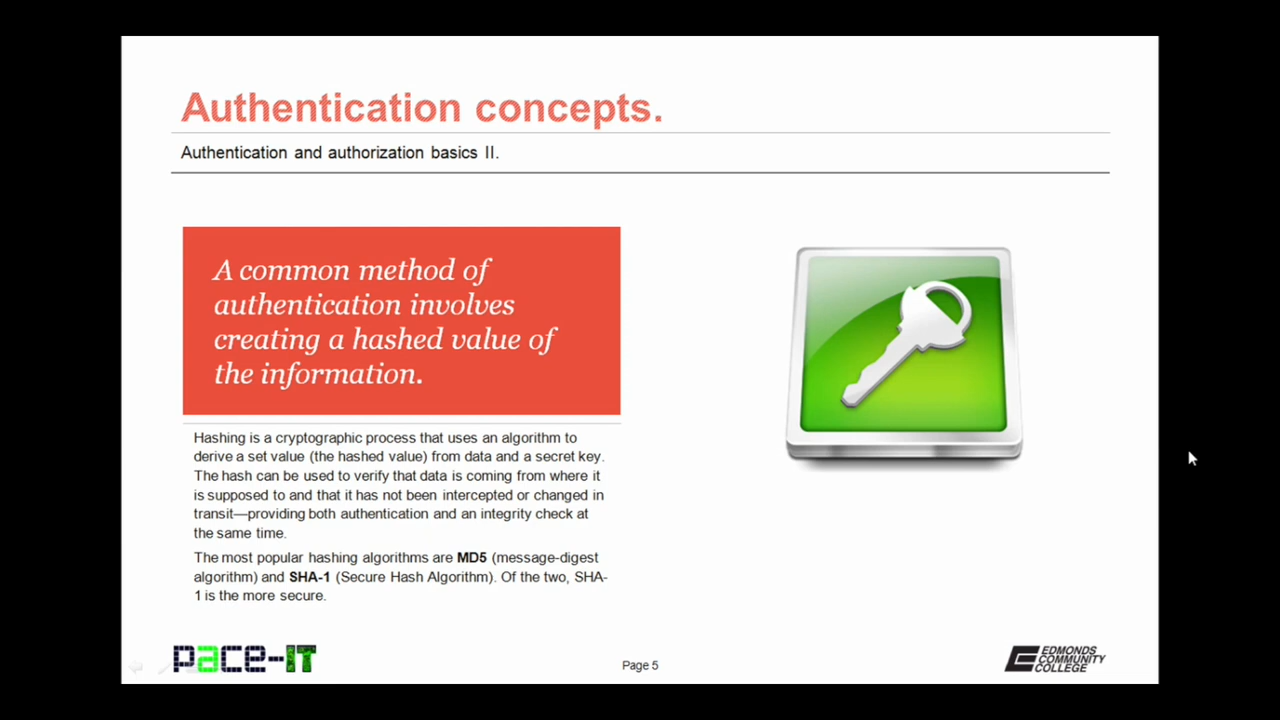 Authentication concepts.
Authentication and authorization basics II.
A common method of
authentication involves
creating a hashed value of
the information.
Hashing is a cryptographic process that uses an algorithm to
derive a set value (the hashed value) from data and a secret key.
The hash can be used to verify that data is coming from where it
is supposed to and that it has not been intercepted or changed in
transit—providing both authentication and an integrity check at
the same time.
The most popular hashing algorithms are MD5 (message-digest
algorithm) and SHA-1 (Secure Hash Algorithm). Of the two, SHA-
1 is the more secure.
pace-IT
Page 5
EDMONDS
COMMUNITY
COLLEGE